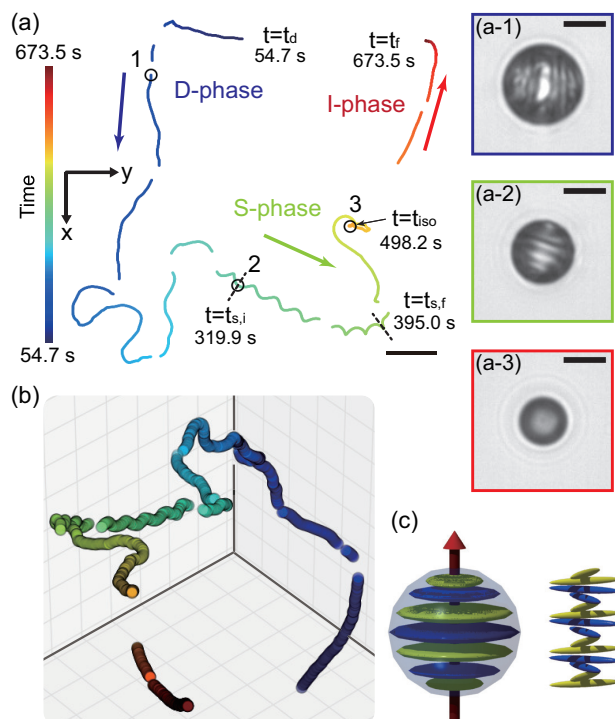 (a)
673.5 s
Time
54.7 s
y
x
1
D-phase
t=td
54.7 s
t=tf
673.5 s
I-phase
S-phase
2
t=ts,i
319.9 s
3
t=tiso
498.2 s
t=ts,f
395.0 s
(a-1)
(a-2)
(a-3)
(b)
(c)